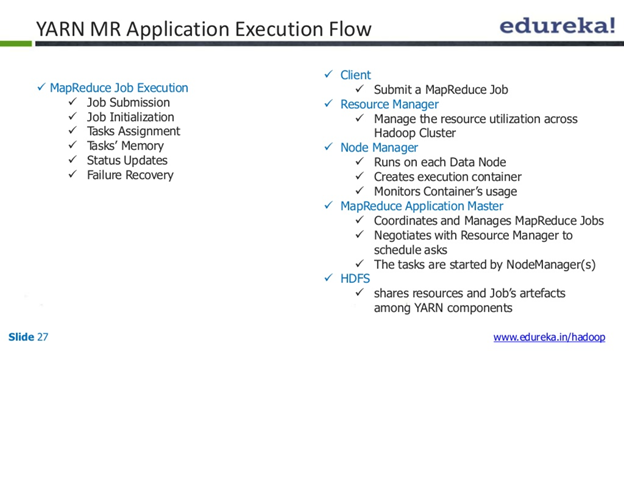 YARN MR Application Execution Flow
edureka!
MapReduce Job Execution
Job Submission
Job Initialization
Tasks Assignment
Tasks' Memory
Status Updates
Failure Recovery
Client
Submit a MapReduce Job
Resource Manager
Manage the resource utilization across
Hadoop Cluster
Node Manager
Runs on each Data Node
Creates execution container
Monitors Container's usage
MapReduce Application Master
Coordinates and Manages MapReduce Jobs
Negotiates with Resource Manager to
schedule asks
The tasks are started by NodeManager(s)
HDFS
shares resources and Job's artefacts
among YARN components
Slide 27
www.edureka.in/hadoop